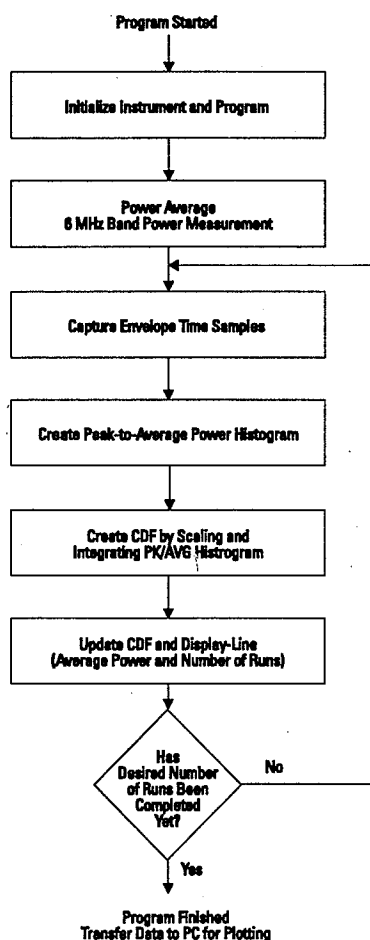 Program Started
Initialize Instrument and Program
Power Average
6 MHz Band Power Measurement
Capture Envelope Time Samples
Create Peak-to-Average Power Histogram
Create CDF by Scaling and
Integrating PK/AVG Histrogram
Update CDF and Display-Line
(Average Power and Number of Runs)
Has
Desired Number
of Runs Been
Completed
Yet?
No
Yes
Program Finished
Transfer Data to PC for Plotting